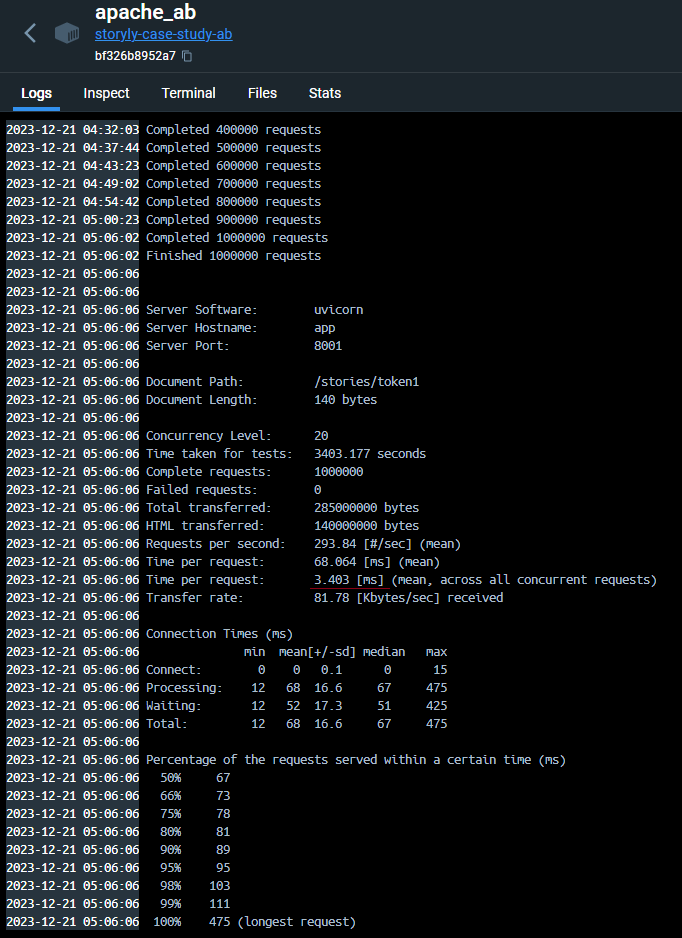 apache_ab
storyly-case-study-ab
bf326b8952a7
Logs Inspect Terminal Files Stats
2023-12-21 04:32:03 Completed 400000 requests
2023-12-21 04:37:44 Completed 500000 requests
2023-12-21 04:43:23 Completed 600000 requests
2023-12-21 04:49:02 Completed 700000 requests
2023-12-21 04:54:42 Completed 800000 requests
2023-12-21 05:00:23 Completed 900000 requests
2023-12-21 05:06:02 Completed 1000000 requests
2023-12-21 05:06:02 Finished 1000000 requests
2023-12-21 05:06:06
2023-12-21 05:06:06
2023-12-21 05:06:06 Server Software: uvicorn
2023-12-21 05:06:06 Server Hostname: app
2023-12-21 05:06:06 Server Port: 8001
2023-12-21 05:06:06
2023-12-21 05:06:06 Document Path: /stories/token1
2023-12-21 05:06:06 Document Length: 140 bytes
2023-12-21 05:06:06
2023-12-21 05:06:06 Concurrency Level: 20
2023-12-21 05:06:06 Time taken for tests: 3403.177 seconds
2023-12-21 05:06:06 Complete requests: 1000000
2023-12-21 05:06:06 Failed requests: 0
2023-12-21 05:06:06 Total transferred: 285000000 bytes
2023-12-21 05:06:06 HTML transferred: 140000000 bytes
2023-12-21 05:06:06 Requests per second: 293.84 [#/sec] (mean)
2023-12-21 05:06:06 Time per request: 68.064 [ms] (mean)
2023-12-21 05:06:06 Time per request: 3.403 [ms] (mean, across all concurrent requests)
2023-12-21 05:06:06 Transfer rate: 81.78 [Kbytes/sec] received
2023-12-21 05:06:06
2023-12-21 05:06:06 Connection Times (ms)
2023-12-21 05:06:06 min mean[+/-sd] median max
2023-12-21 05:06:06 Connect: 0 0 0.1 0 15
2023-12-21 05:06:06 Processing: 12 68 16.6 67 475
2023-12-21 05:06:06 Waiting: 12 52 17.3 51 425
2023-12-21 05:06:06 Total: 12 68 16.6 67 475
2023-12-21 05:06:06
2023-12-21 05:06:06 Percentage of the requests served within a certain time (ms)
2023-12-21 05:06:06 50% 67
2023-12-21 05:06:06 66% 73
2023-12-21 05:06:06 75% 78
2023-12-21 05:06:06 80% 81
2023-12-21 05:06:06 90% 89
2023-12-21 05:06:06 95% 95
2023-12-21 05:06:06 98% 103
2023-12-21 05:06:06 99% 111
2023-12-21 05:06:06 100% 475 (longest request)